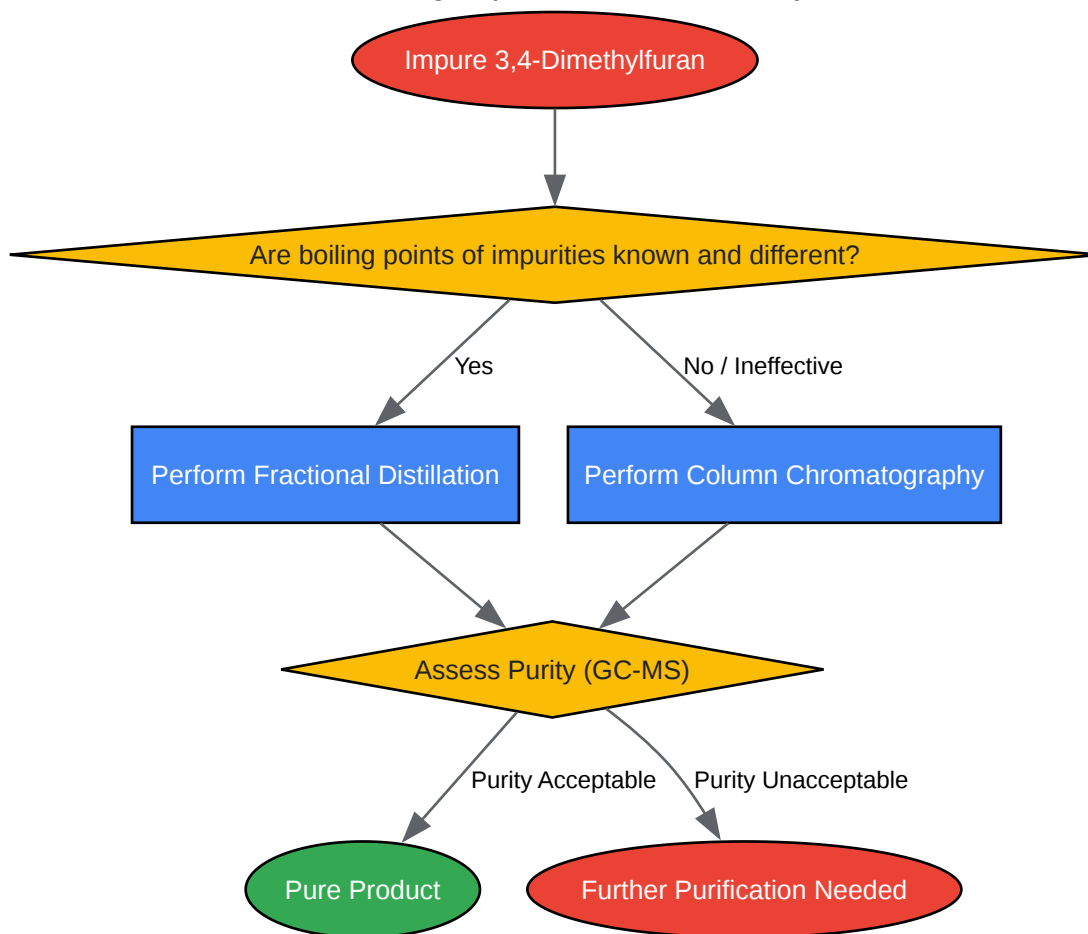 Impure 3,4-Dimethylfuran
Are boiling points of impurities known and different?
Yes
No / Ineffective
Perform Fractional Distillation
Perform Column Chromatography
Assess Purity (GC-MS)
Purity Acceptable
Purity Unacceptable
Pure Product
Further Purification Needed